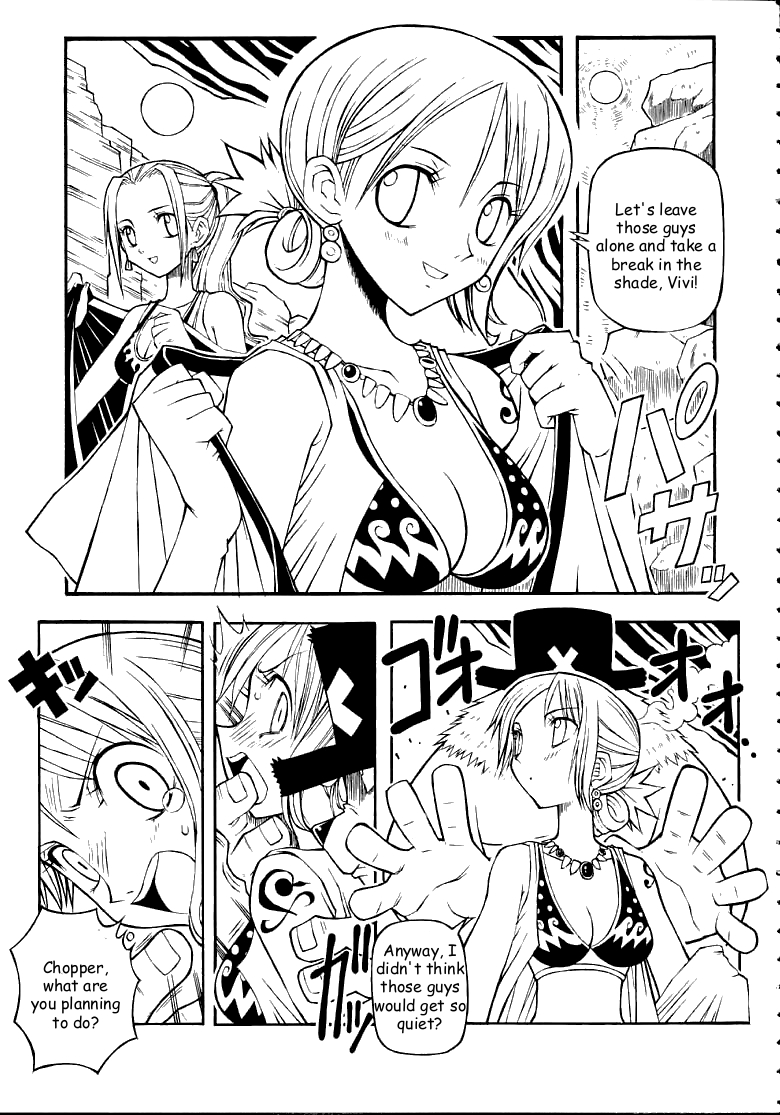 Let's leave
those guys
alone and take a
break in the
shade, Vivi!
バサッ
ゴオオオ...
Anyway, I
didn't think
those guys
would get so
quiet?
ガッ
ギッ
Chopper,
what are
you planning
to do?